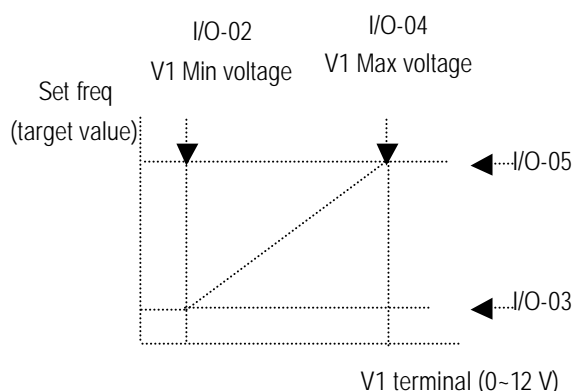 I/O-02
V1 Min voltage
I/O-04
V1 Max voltage
Set freq
(target value)
I/O-05
I/O-03
V1 terminal (0~12 V)